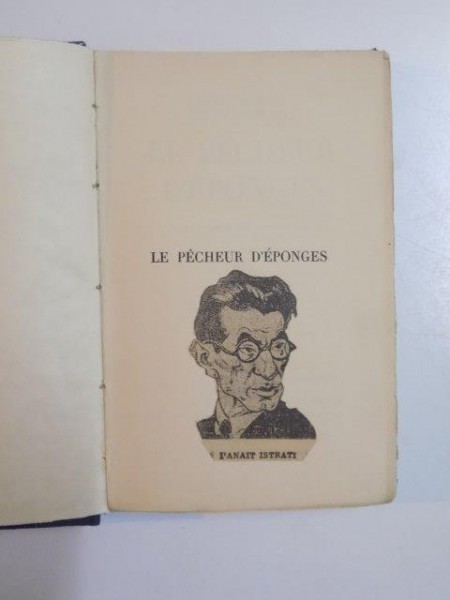 LE PÊCHEUR D'ÉPONGES
PANAIT ISTRATI